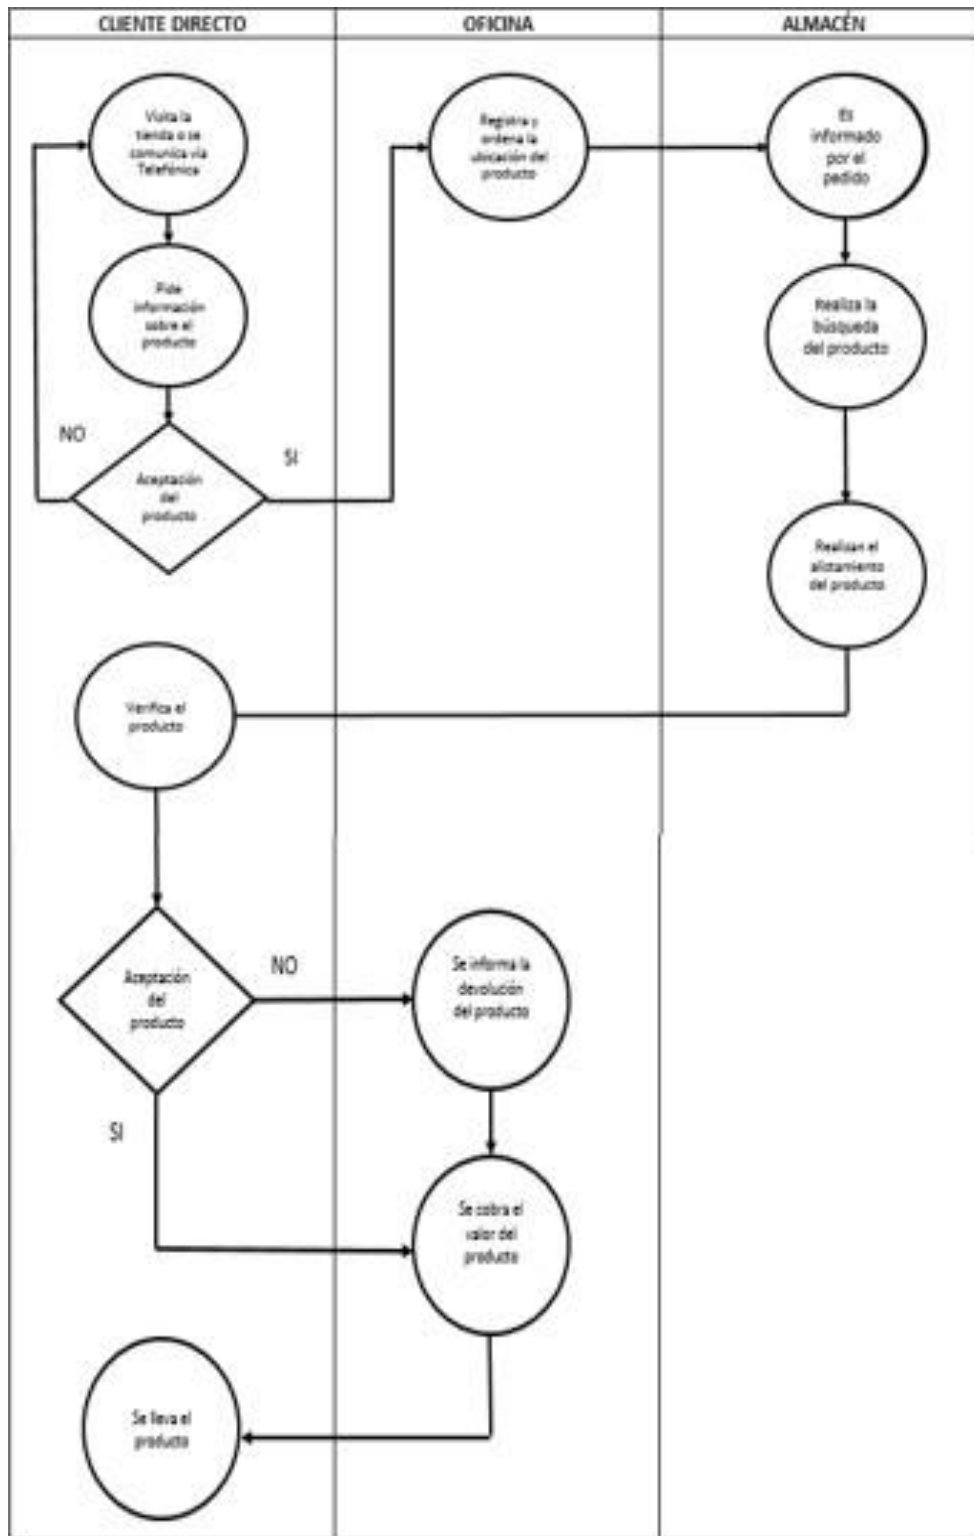 CLIENTE DIRECTO
OFICINA
ALMACÉN
Visita la
tienda o se
comunica vía
Telefónica
Registra y
ordena la
ubicación del
producto
Es
informado
por el
pedido
Pide
información
sobre el
producto
Realiza la
búsqueda
del producto
NO
SI
Aceptación
del
producto
Realizan el
alistamiento
del producto
Verifica el
producto
Aceptación
del
producto
NO
Se informa la
devolución
del producto
SI
Se cobra el
valor del
producto
Se lleva el
producto